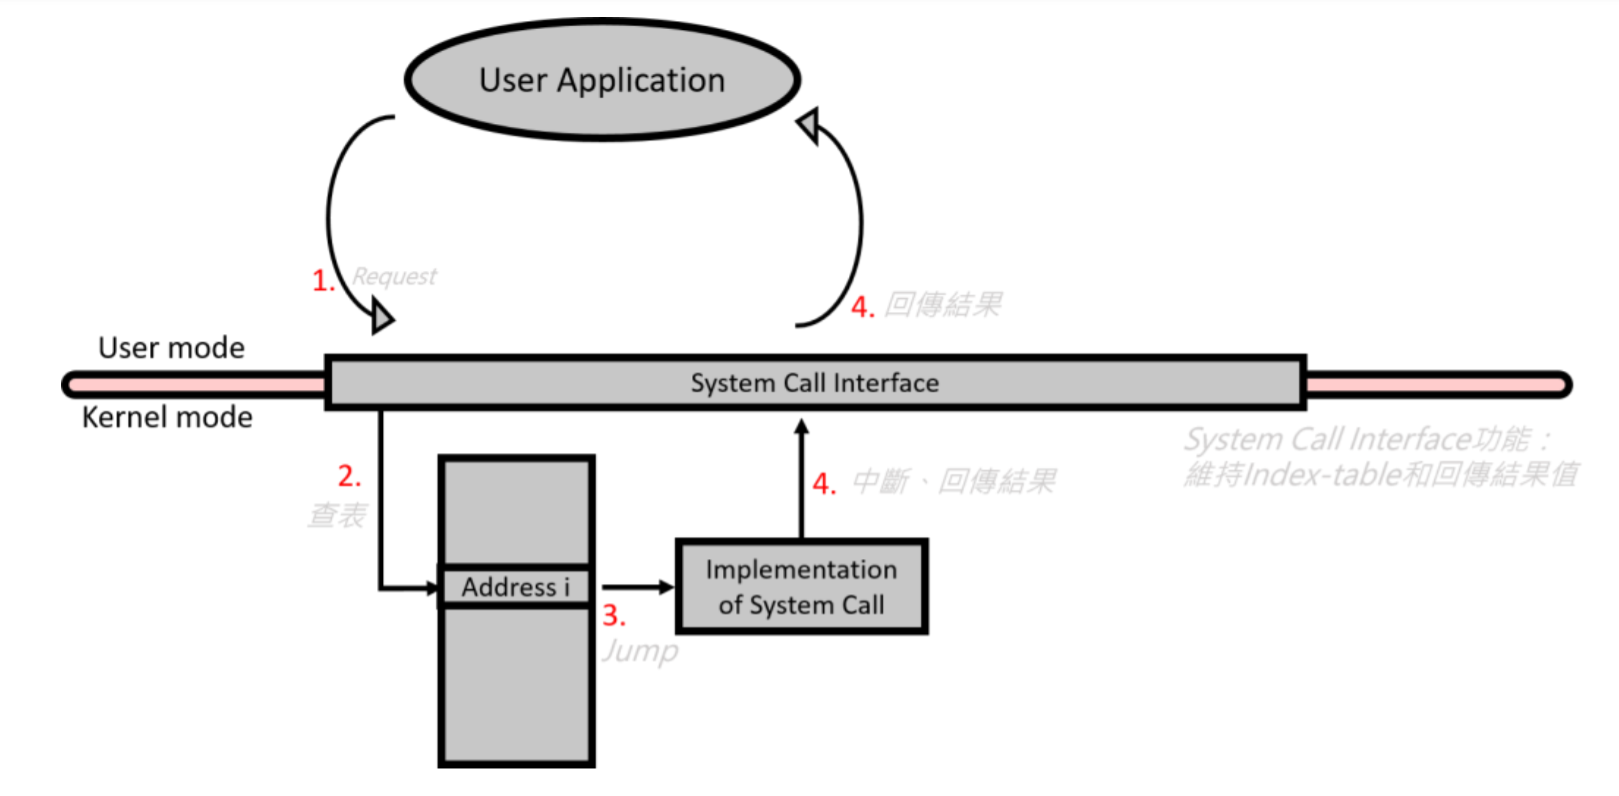 User Application
1. Request
4. 回傳結果
User mode
System Call Interface
Kernel mode
System Call Interface功能：
維持Index-table和回傳結果值
2.
查表
4. 中斷、回傳結果
Address i
3.
Jump
Implementation
of System Call